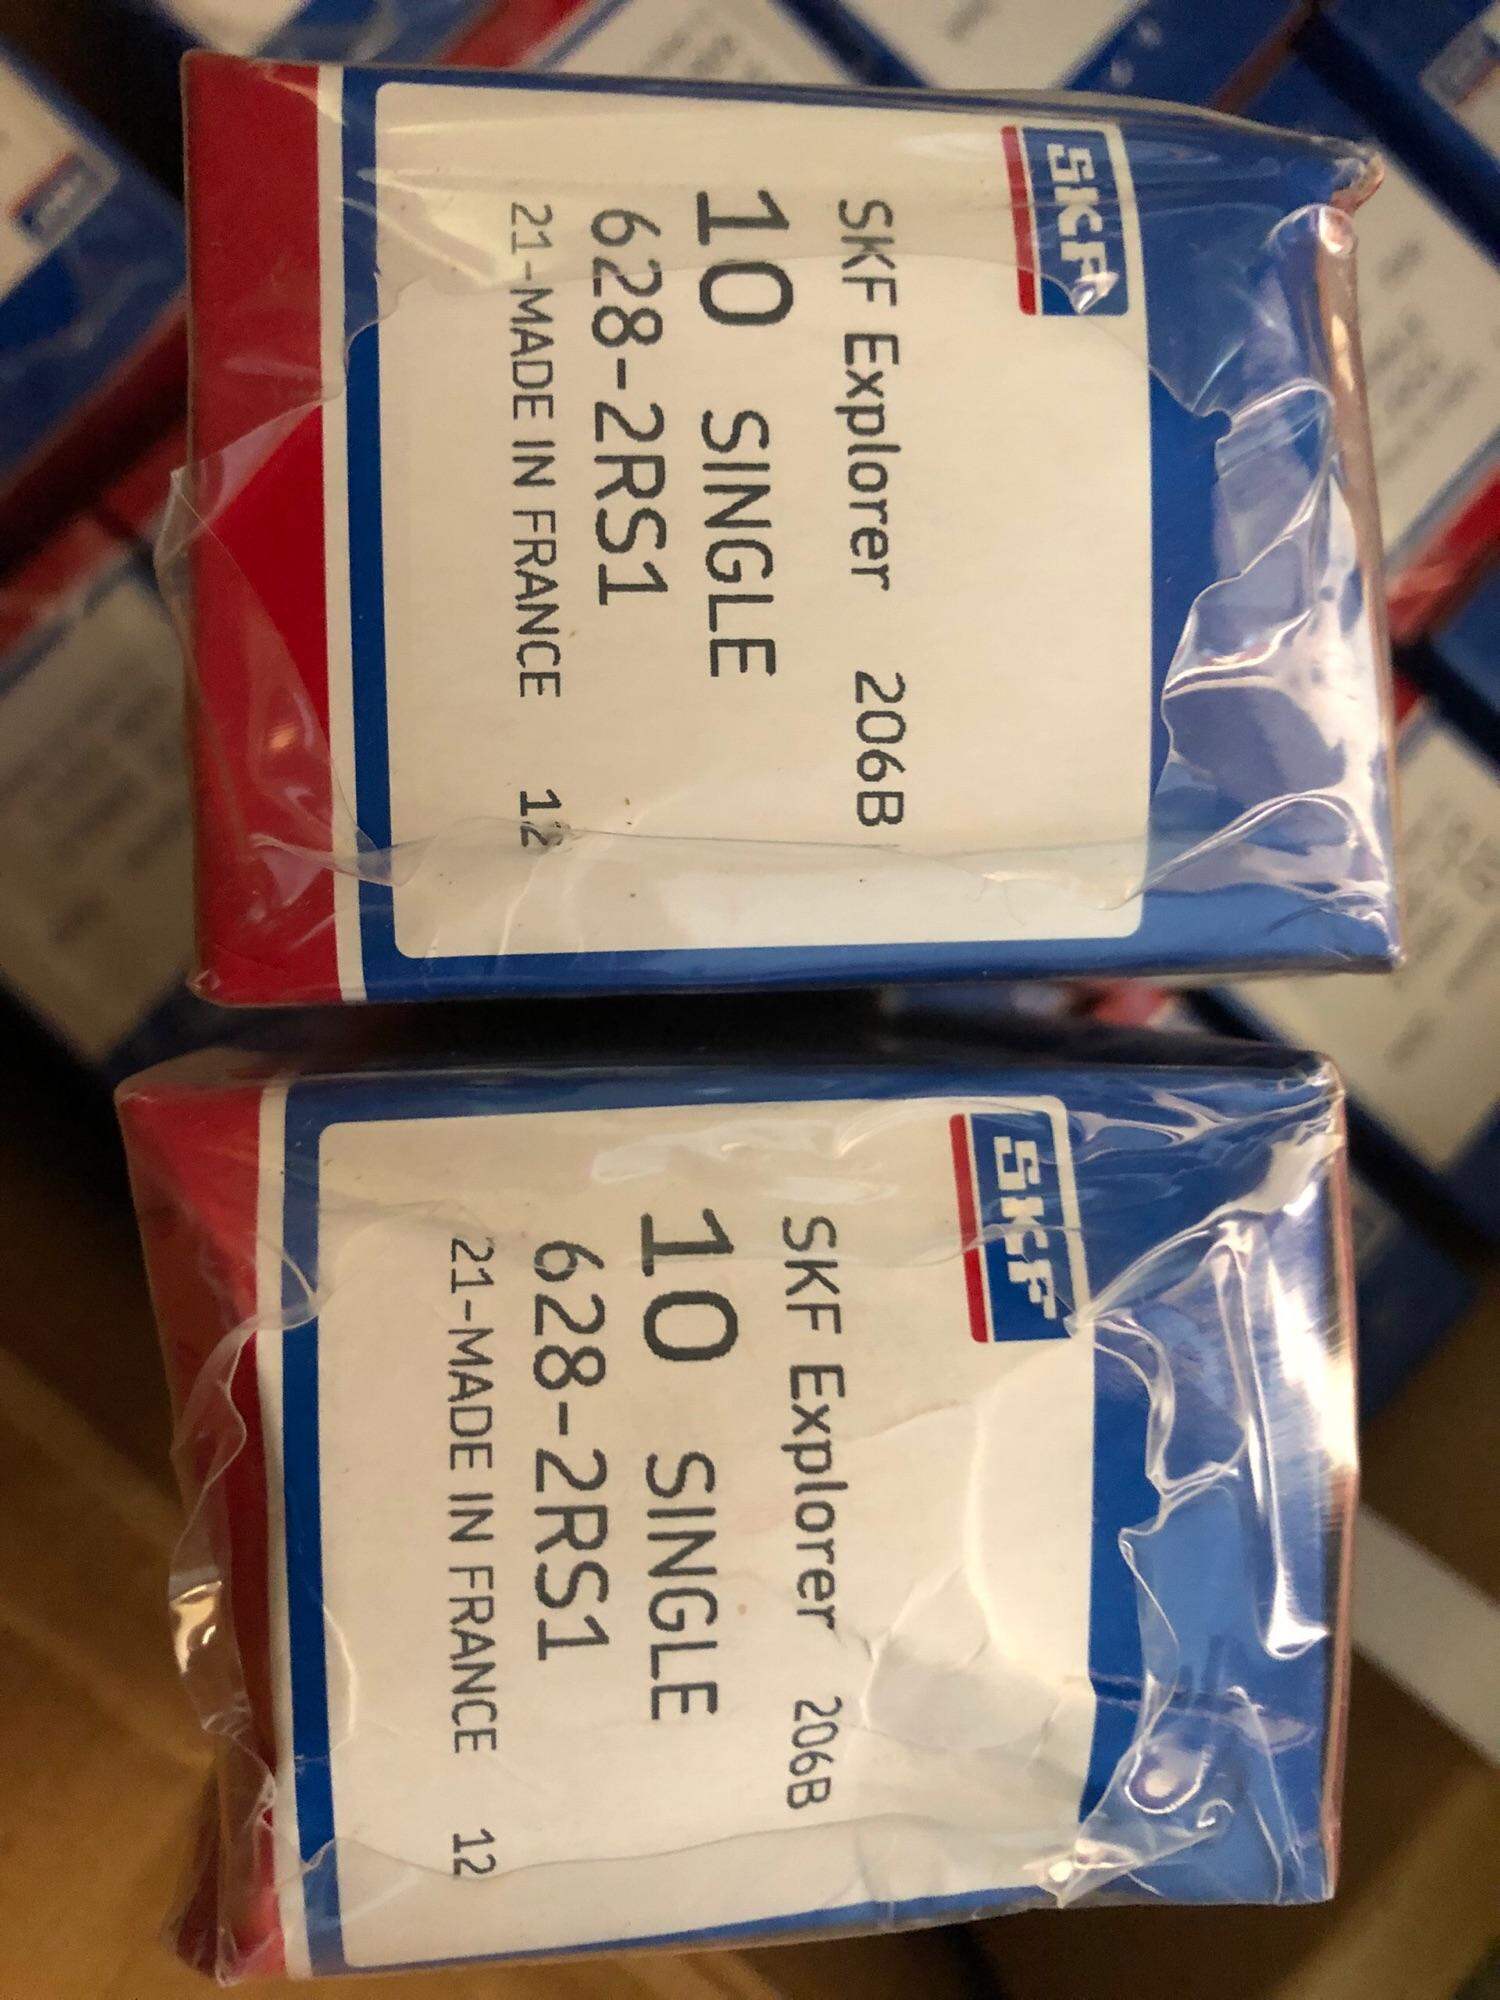 SKF
SKF Explorer 206B
10 SINGLE
628-2RS1
21-MADE IN FRANCE 12
SKF
SKF Explorer 206B
10 SINGLE
628-2RS1
21-MADE IN FRANCE 12